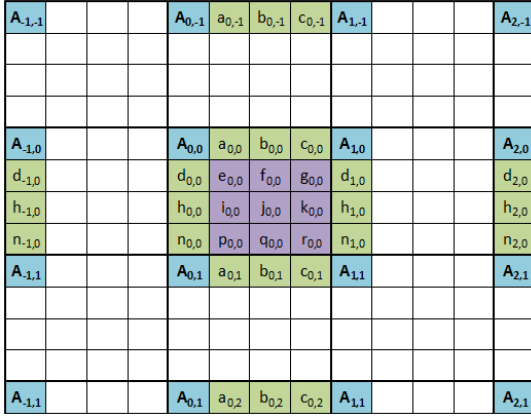 A-1,-1 A0,-1 a0,-1 b0,-1 c0,-1 A1,-1 A2,-1
A-1,0 A0,0 a0,0 b0,0 c0,0 A1,0 A2,0
d-1,0 d0,0 e0,0 f0,0 g0,0 d1,0 d2,0
h-1,0 h0,0 i0,0 j0,0 k0,0 h1,0 h2,0
n-1,0 n0,0 p0,0 q0,0 r0,0 n1,0 n2,0
A-1,1 A0,1 a0,1 b0,1 c0,1 A1,1 A2,1
A-1,1 A0,1 a0,2 b0,2 c0,2 A1,1 A2,1